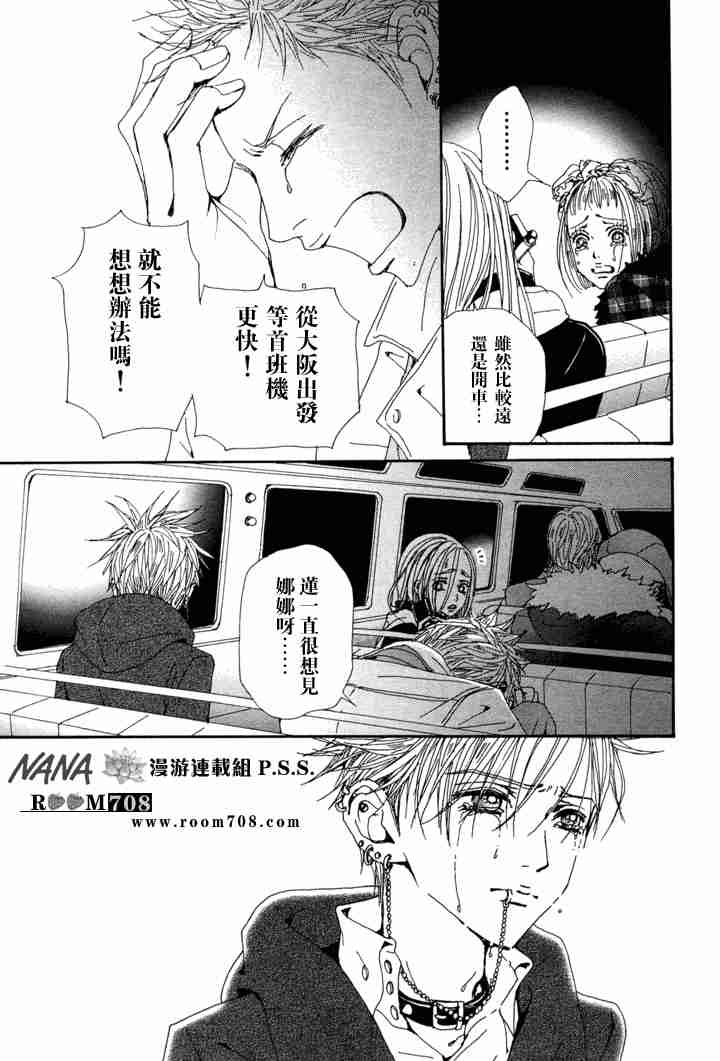 ………
雖然比較遠
還是開車…
從大阪出發
等首班機
更快！
就不能
想想辦法嗎！
蓮一直很想見
娜娜呀……
NANA 漫游連載組 P.S.S.
ROOM708
www.room708.com